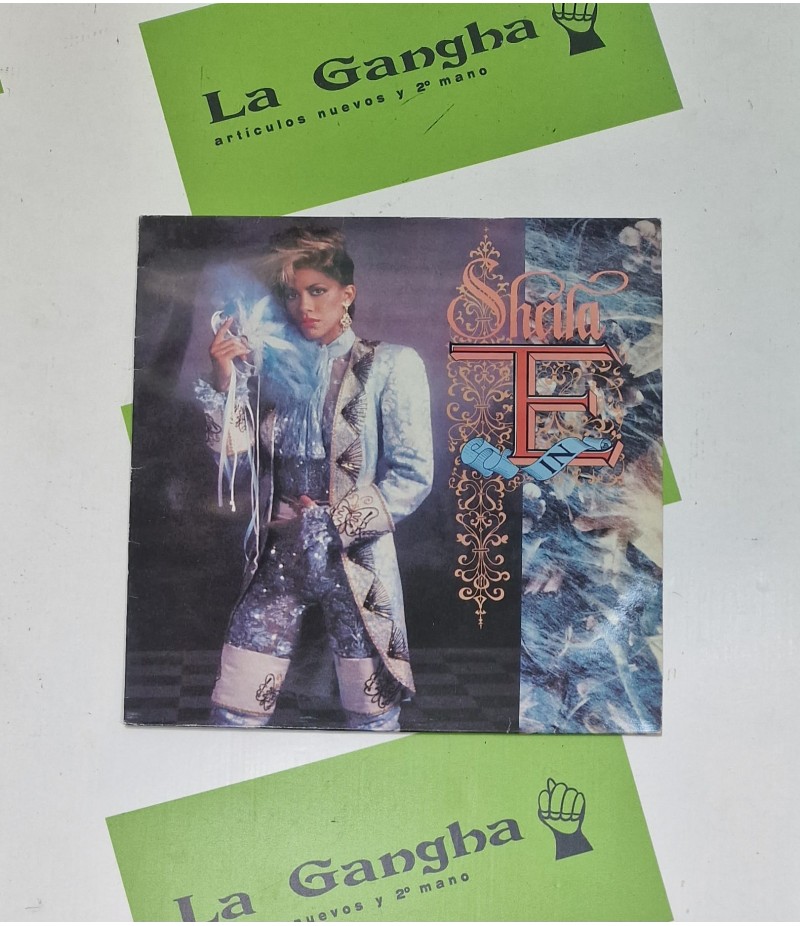 La Gangha
artículos nuevos y 2º mano
Sheila
E
IN
La Gangha
nuevos y 2º mano